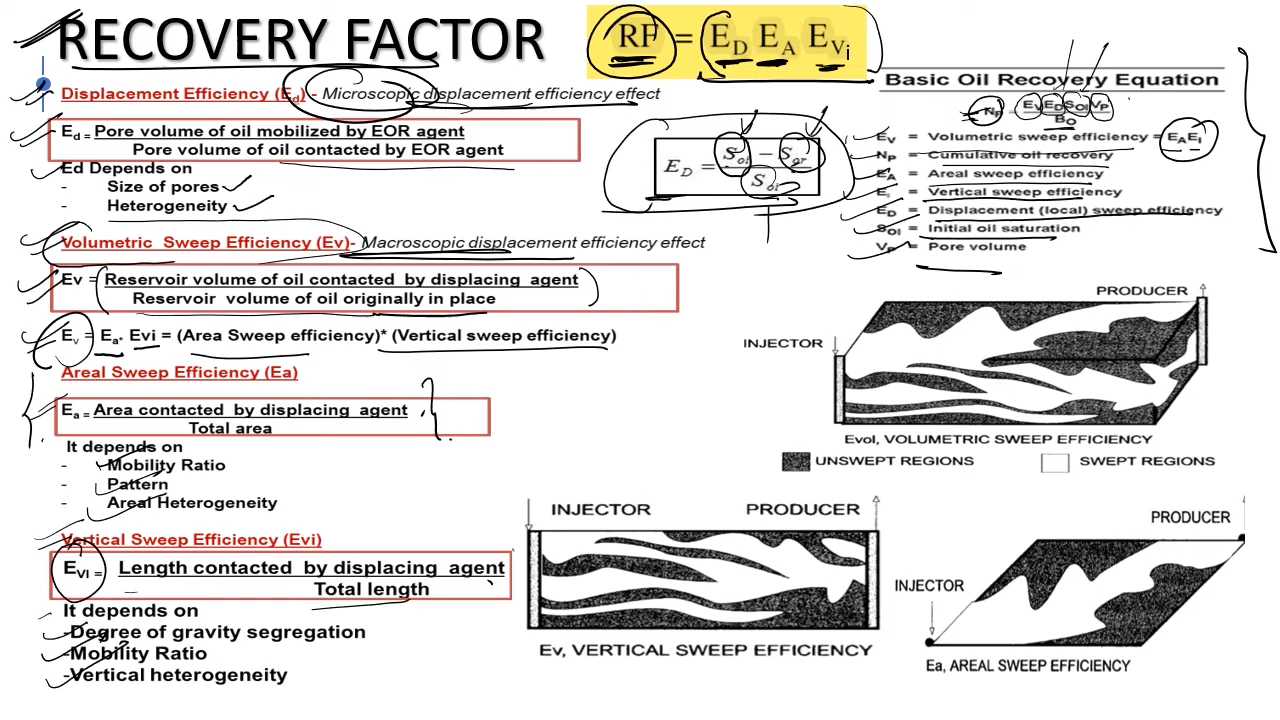 RECOVERY FACTOR
RF = E_D E_A E_Vi
Displacement Efficiency (E_d) - Microscopic displacement efficiency effect
E_d = Pore volume of oil mobilized by EOR agent
Pore volume of oil contacted by EOR agent
Ed Depends on
- Size of pores
- Heterogeneity
E_D = S_oi − S_or
S_oi
Basic Oil Recovery Equation
N_P = E_V E_D S_OI V_P
B_O
E_V = Volumetric sweep efficiency = E_A E_I
N_P = Cumulative oil recovery
E_A = Areal sweep efficiency
E_I = Vertical sweep efficiency
E_D = Displacement (local) sweep efficiency
S_OI = Initial oil saturation
V_P = Pore volume
Volumetric Sweep Efficiency (Ev)- Macroscopic displacement efficiency effect
Ev = Reservoir volume of oil contacted by displacing agent
Reservoir volume of oil originally in place
E_v = E_a* Evi = (Area Sweep efficiency)* (Vertical sweep efficiency)
Areal Sweep Efficiency (Ea)
E_a = Area contacted by displacing agent
Total area
It depends on
- Mobility Ratio
- Pattern
- Areal Heterogeneity
Vertical Sweep Efficiency (Evi)
E_VI = Length contacted by displacing agent
Total length
It depends on
-Degree of gravity segregation
-Mobility Ratio
-Vertical heterogeneity
PRODUCER
INJECTOR
Evol, VOLUMETRIC SWEEP EFFICIENCY
UNSWEPT REGIONS SWEPT REGIONS
INJECTOR PRODUCER
Ev, VERTICAL SWEEP EFFICIENCY
PRODUCER
INJECTOR
Ea, AREAL SWEEP EFFICIENCY